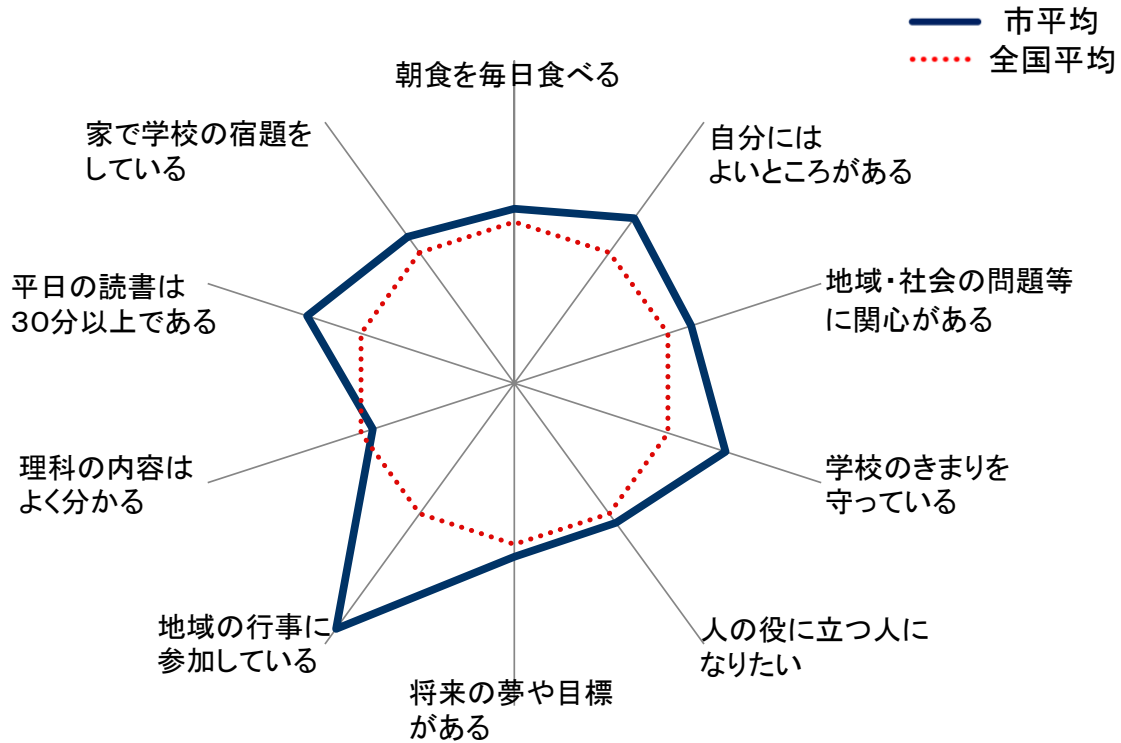 市平均
全国平均
朝食を毎日食べる
自分には
よいところがある
地域・社会の問題等
に関心がある
学校のきまりを
守っている
人の役に立つ人に
なりたい
将来の夢や目標
がある
地域の行事に
参加している
理科の内容は
よく分かる
平日の読書は
30分以上である
家で学校の宿題を
している